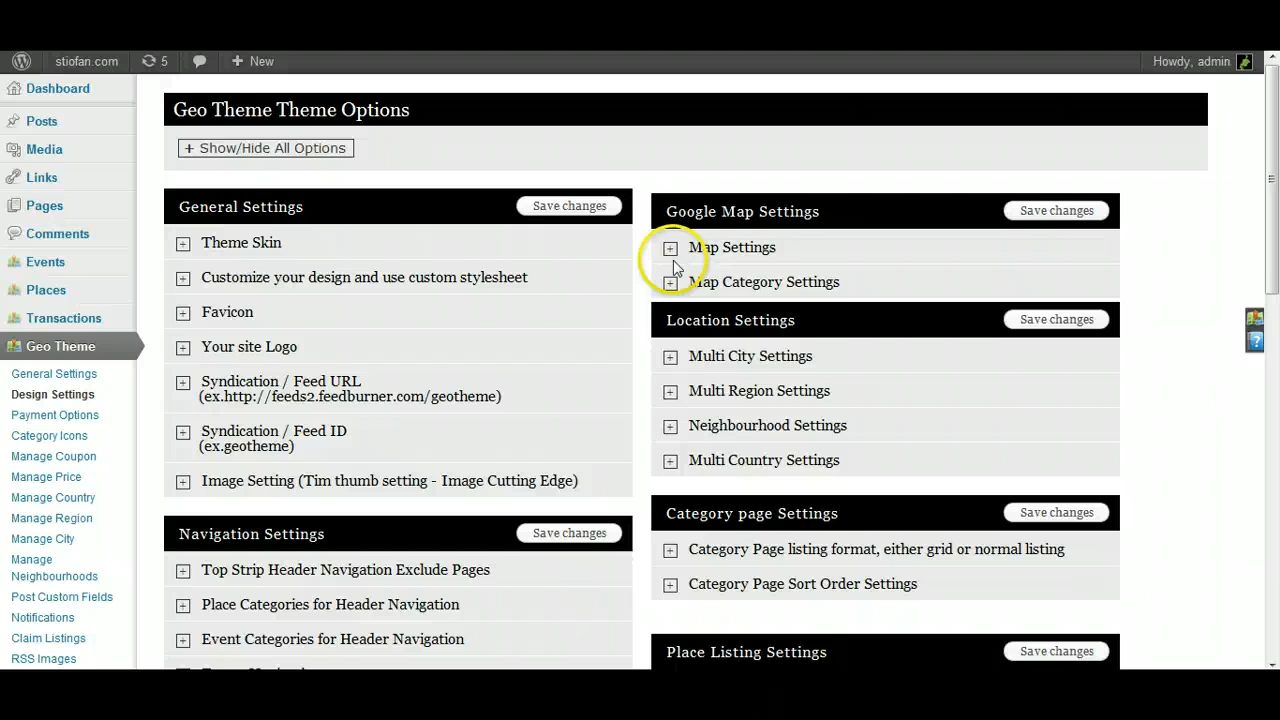 stiofan.com
5
New
Howdy, admin
Dashboard
Posts
Media
Links
Pages
Comments
Events
Places
Transactions
Geo Theme
General Settings
Design Settings
Payment Options
Category Icons
Manage Coupon
Manage Price
Manage Country
Manage Region
Manage City
Manage
Neighbourhoods
Post Custom Fields
Notifications
Claim Listings
RSS Images
Geo Theme Theme Options
+ Show/Hide All Options
General Settings
Save changes
Theme Skin
Customize your design and use custom stylesheet
Favicon
Your site Logo
Syndication / Feed URL
(ex.http://feeds2.feedburner.com/geotheme)
Syndication / Feed ID
(ex.geotheme)
Image Setting (Tim thumb setting - Image Cutting Edge)
Navigation Settings
Save changes
Top Strip Header Navigation Exclude Pages
Place Categories for Header Navigation
Event Categories for Header Navigation
Google Map Settings
Save changes
Map Settings
Map Category Settings
Location Settings
Save changes
Multi City Settings
Multi Region Settings
Neighbourhood Settings
Multi Country Settings
Category page Settings
Save changes
Category Page listing format, either grid or normal listing
Category Page Sort Order Settings
Place Listing Settings
Save changes